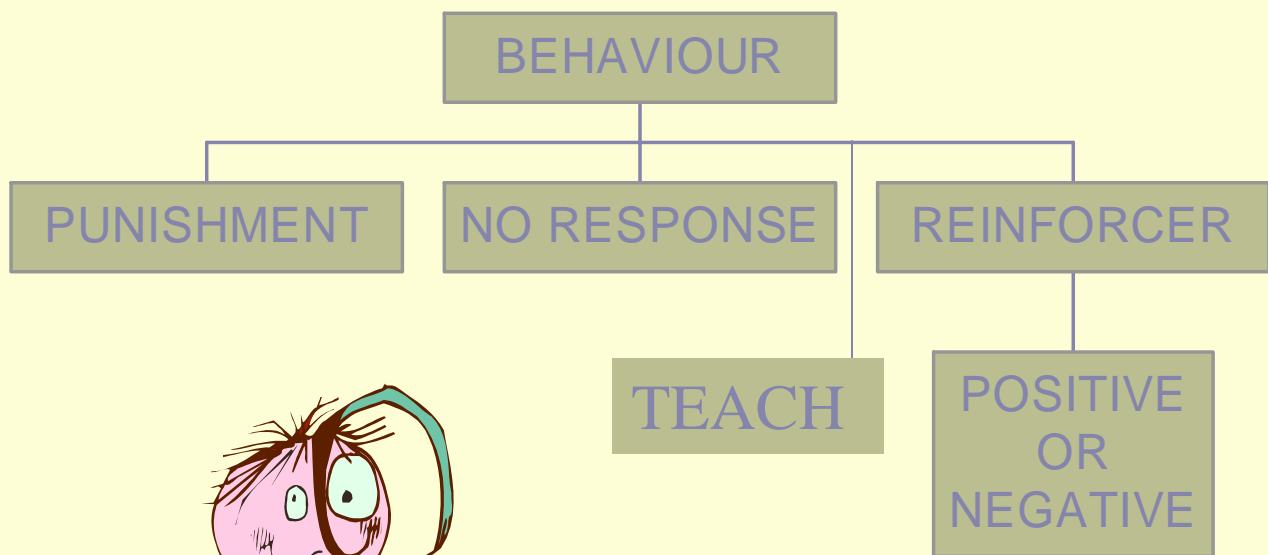 BEHAVIOUR
PUNISHMENT
NO RESPONSE
REINFORCER
TEACH
POSITIVE
OR
NEGATIVE